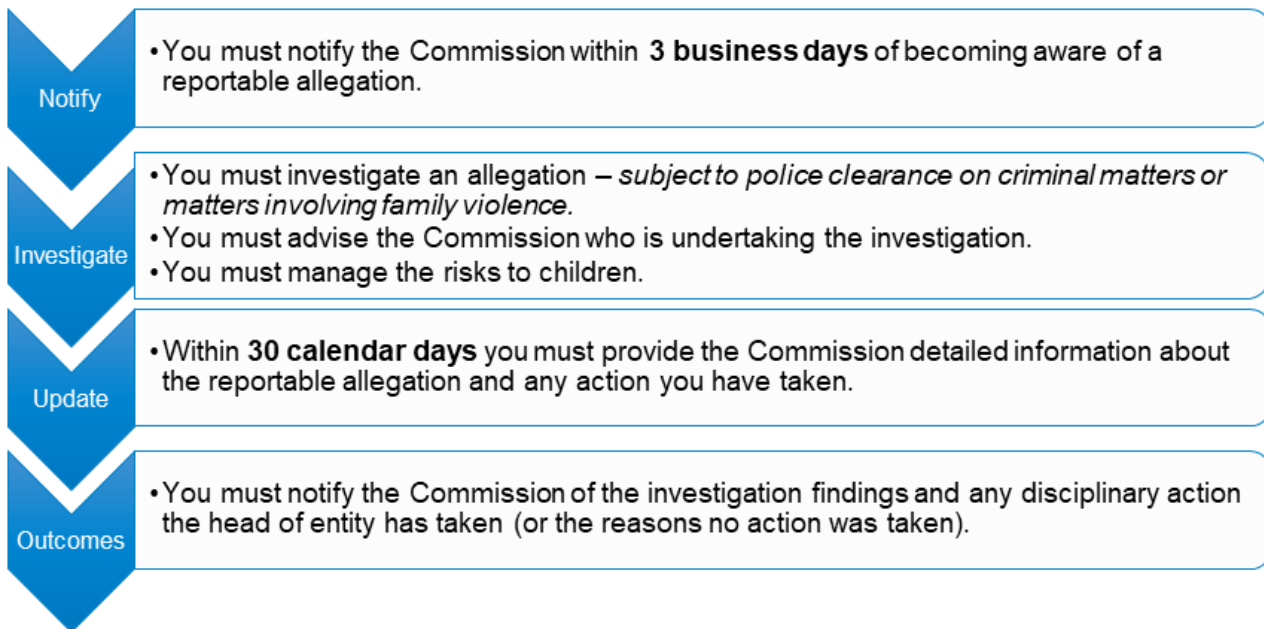 Notify
•You must notify the Commission within 3 business days of becoming aware of a
reportable allegation.
Investigate
•You must investigate an allegation – subject to police clearance on criminal matters or
matters involving family violence.
•You must advise the Commission who is undertaking the investigation.
•You must manage the risks to children.
Update
•Within 30 calendar days you must provide the Commission detailed information about
the reportable allegation and any action you have taken.
Outcomes
•You must notify the Commission of the investigation findings and any disciplinary action
the head of entity has taken (or the reasons no action was taken).